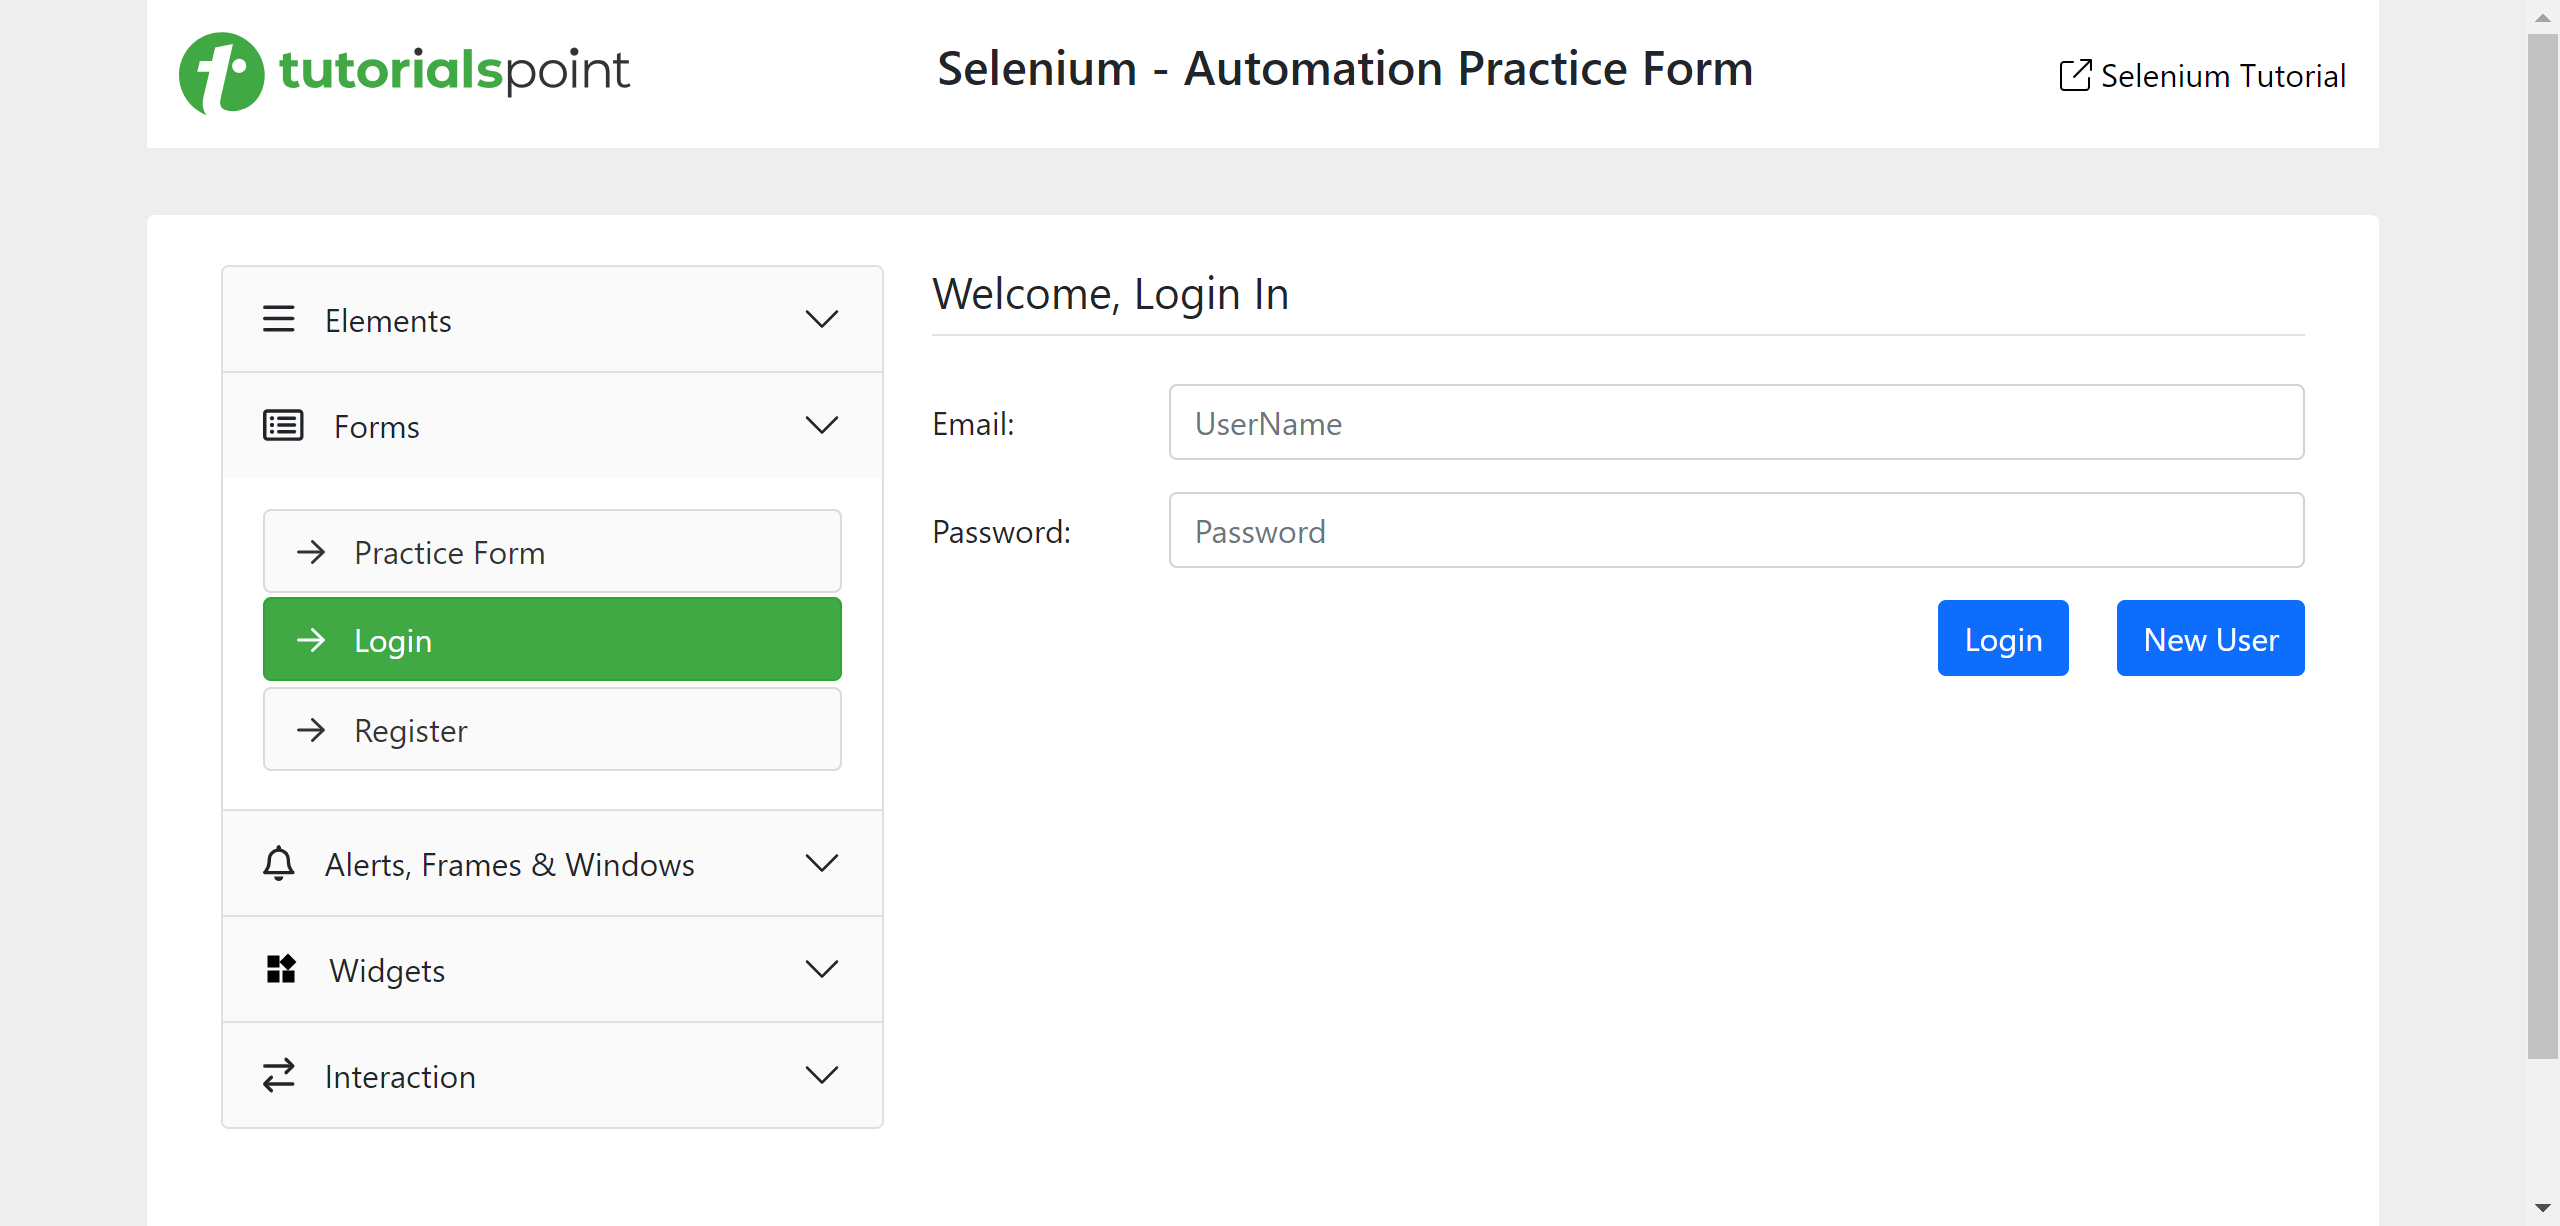 tutorialspoint
Selenium - Automation Practice Form
Selenium Tutorial
Elements
Forms
Practice Form
Login
Register
Alerts, Frames & Windows
Widgets
Interaction
Welcome, Login In
Email:
UserName
Password:
Password
Login
New User